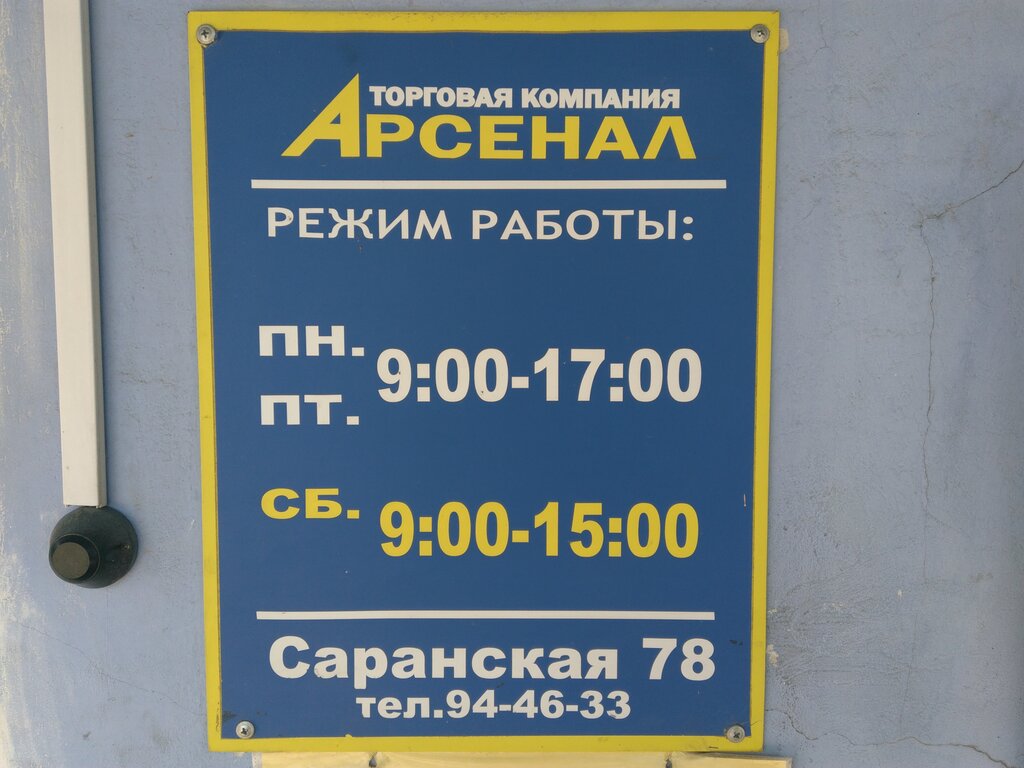 ТОРГОВАЯ КОМПАНИЯ
АРСЕНАЛ
РЕЖИМ РАБОТЫ:
ПН.
ПТ. 9:00-17:00
СБ. 9:00-15:00
Саранская 78
тел.94-46-33